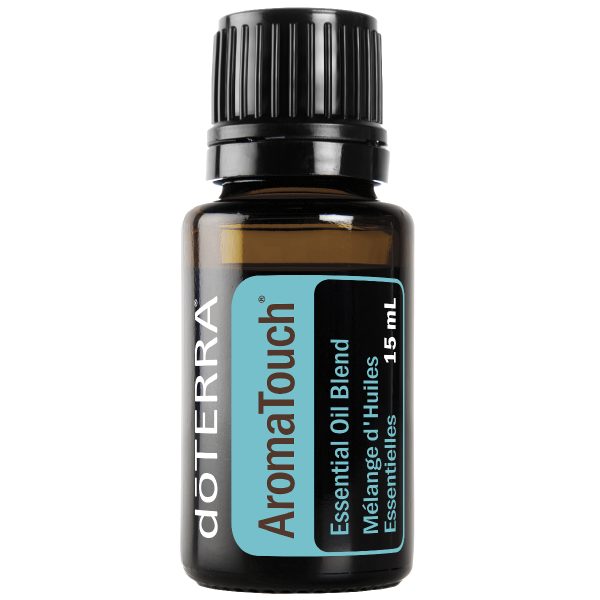 dōTERRA®
AromaTouch®
Essential Oil Blend
Mélange d'Huiles
Essentielles 15 mL